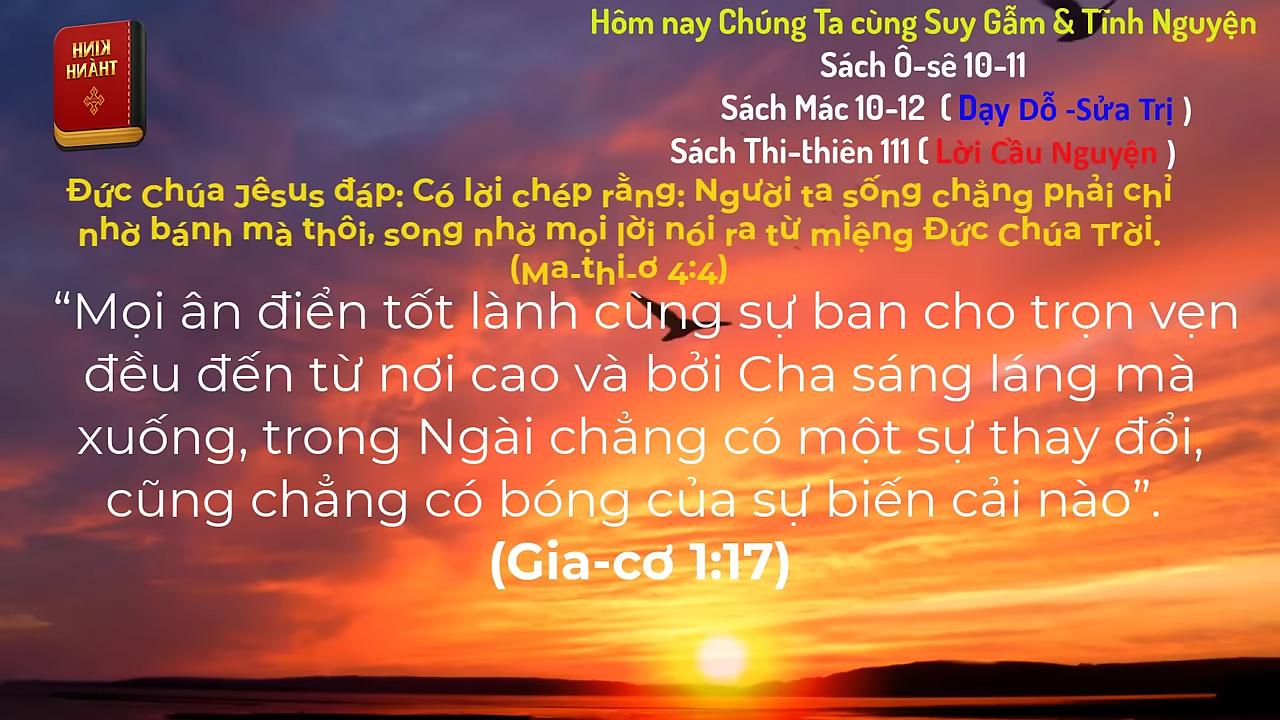 KINH
THÀNH
Hôm nay Chúng Ta cùng Suy Gẫm & Tĩnh Nguyện
Sách Ô-sê 10-11
Sách Mác 10-12 ( Dạy Dỗ -Sửa Trị )
Sách Thi-thiên 111 ( Lời Cầu Nguyện )
Đức Chúa Jêsus đáp: Có lời chép rằng: Người ta sống chẳng phải chỉ
nhờ bánh mà thôi, song nhờ mọi lời nói ra từ miệng Đức Chúa Trời.
(Ma-thi-ơ 4:4)
“Mọi ân điển tốt lành cùng sự ban cho trọn vẹn
đều đến từ nơi cao và bởi Cha sáng láng mà
xuống, trong Ngài chẳng có một sự thay đổi,
cũng chẳng có bóng của sự biến cải nào”.
(Gia-cơ 1:17)